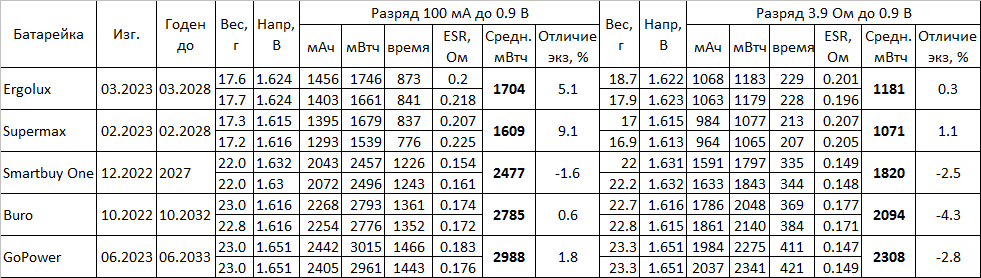 Батарейка Изг. Годен до Вес, г Напр, В Разряд 100 мА до 0.9 В Вес, г Напр, В Разряд 3.9 Ом до 0.9 В
мАч мВтч время ESR, Ом Средн. мВтч Отличие экз, % мАч мВтч время ESR, Ом Средн. мВтч Отличие экз, %
Ergolux 03.2023 03.2028 17.6 1.624 1456 1746 873 0.2 1704 5.1 18.7 1.622 1068 1183 229 0.201 1181 0.3
17.7 1.624 1403 1661 841 0.218 17.9 1.623 1063 1179 228 0.196
Supermax 02.2023 02.2028 17.3 1.615 1395 1679 837 0.207 1609 9.1 17 1.615 984 1077 213 0.207 1071 1.1
17.2 1.616 1293 1539 776 0.225 16.9 1.613 964 1065 207 0.205
Smartbuy One 12.2022 2027 22.0 1.632 2043 2457 1226 0.154 2477 -1.6 22 1.631 1591 1797 335 0.149 1820 -2.5
22.0 1.63 2072 2496 1243 0.161 22.2 1.632 1633 1843 344 0.148
Buro 10.2022 10.2032 23.0 1.616 2268 2793 1361 0.174 2785 0.6 22.7 1.616 1786 2048 369 0.177 2094 -4.3
22.8 1.616 2254 2776 1352 0.172 22.8 1.615 1861 2140 384 0.171
GoPower 06.2023 06.2033 23.0 1.651 2442 3015 1466 0.183 2988 1.8 23.3 1.651 1984 2275 411 0.147 2308 -2.8
23.0 1.651 2405 2961 1443 0.176 23.3 1.651 2037 2341 421 0.149